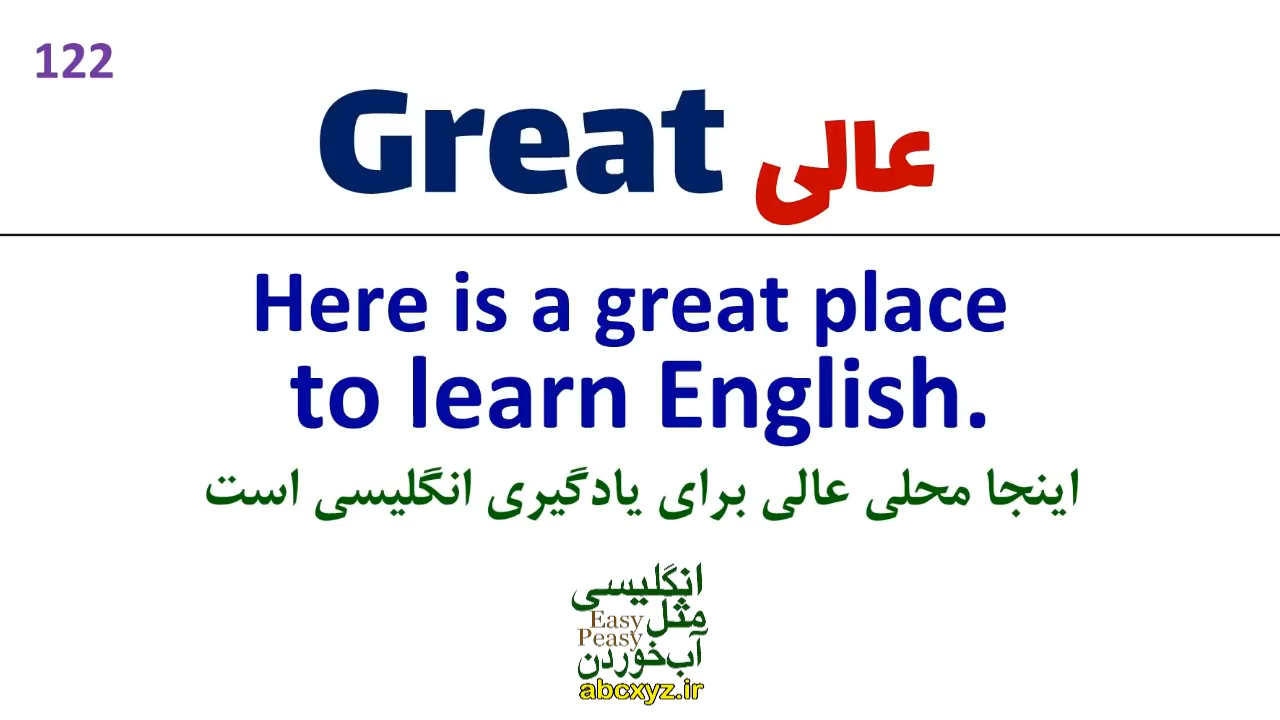 122
Great عالی
Here is a great place
to learn English.
اینجا محلی عالی برای یادگیری انگلیسی است
انگلیسی
مثل Easy
Peasy
آب‌خوردن
abcxyz.ir